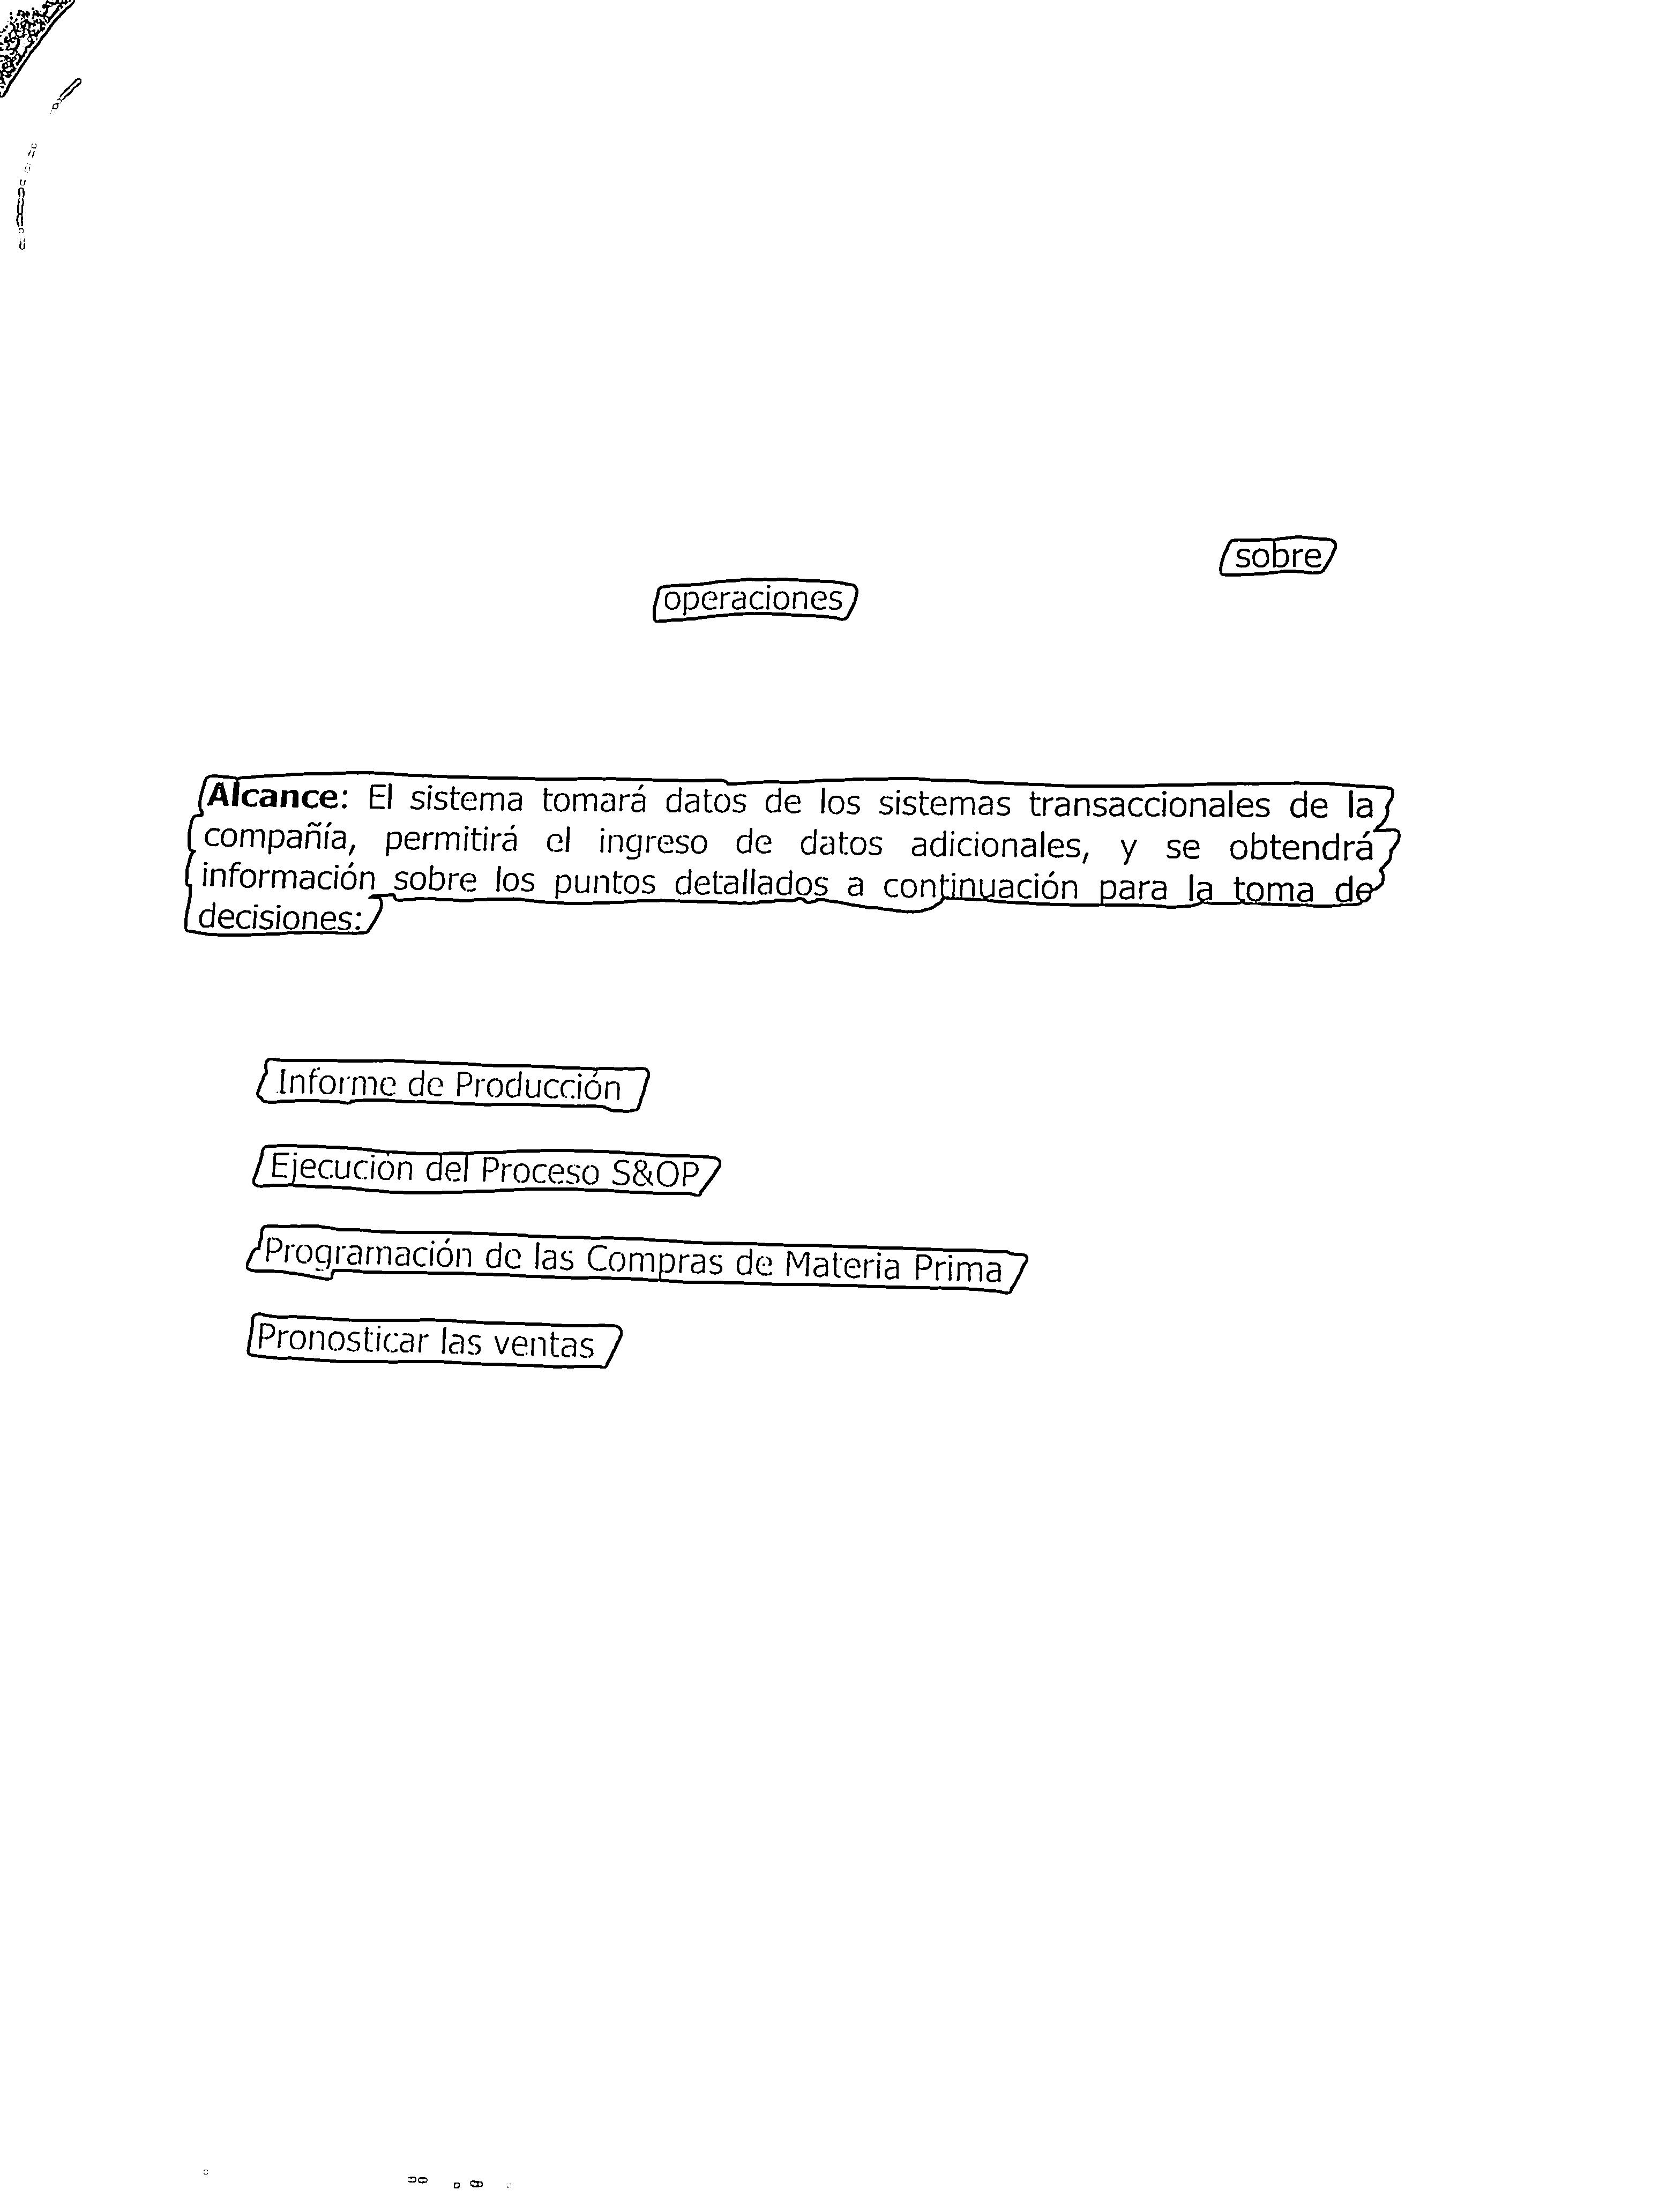 sobre
operaciones
Alcance: El sistema tomará datos de los sistemas transaccionales de la
compañía, permitirá el ingreso de datos adicionales, y se obtendrá
información sobre los puntos detallados a continuación para la toma de
decisiones:
Informe de Producción
Ejecución del Proceso S&OP
Programación de las Compras de Materia Prima
Pronosticar las ventas